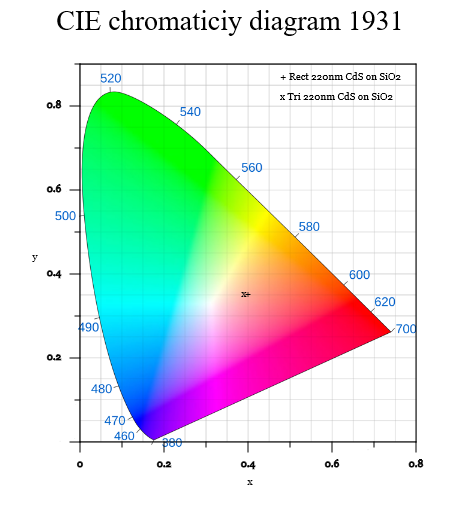 CIE chromaticiy diagram 1931
+ Rect 220nm CdS on SiO2
x Tri 220nm CdS on SiO2
520
0.8
540
560
0.6
500
580
y
0.4
600
x+
620
490
700
0.2
480
470
460
380
0 0.2 0.4 0.6 0.8
x